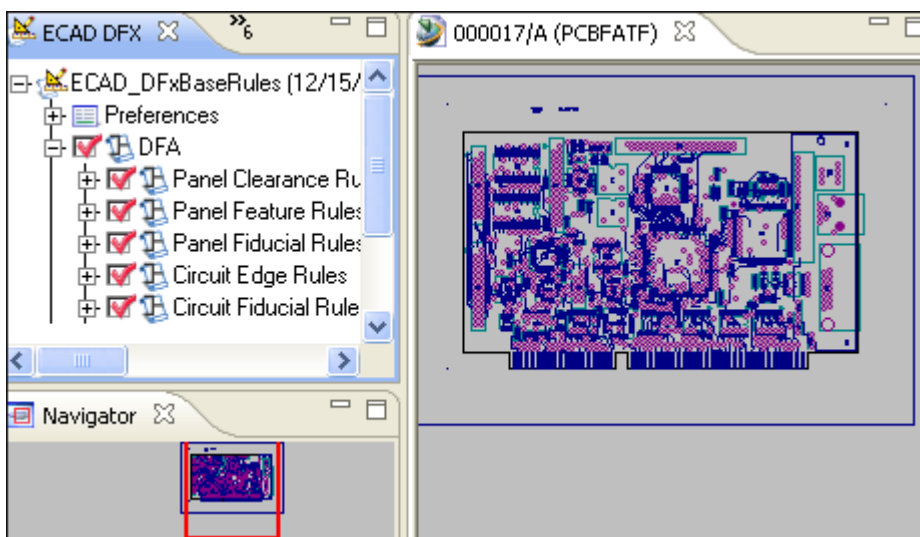 ECAD DFX
»6
000017/A (PCBFATF)
ECAD_DFxBaseRules (12/15/
Preferences
DFA
Panel Clearance Ru
Panel Feature Rules
Panel Fiducial Rules
Circuit Edge Rules
Circuit Fiducial Rule
Navigator